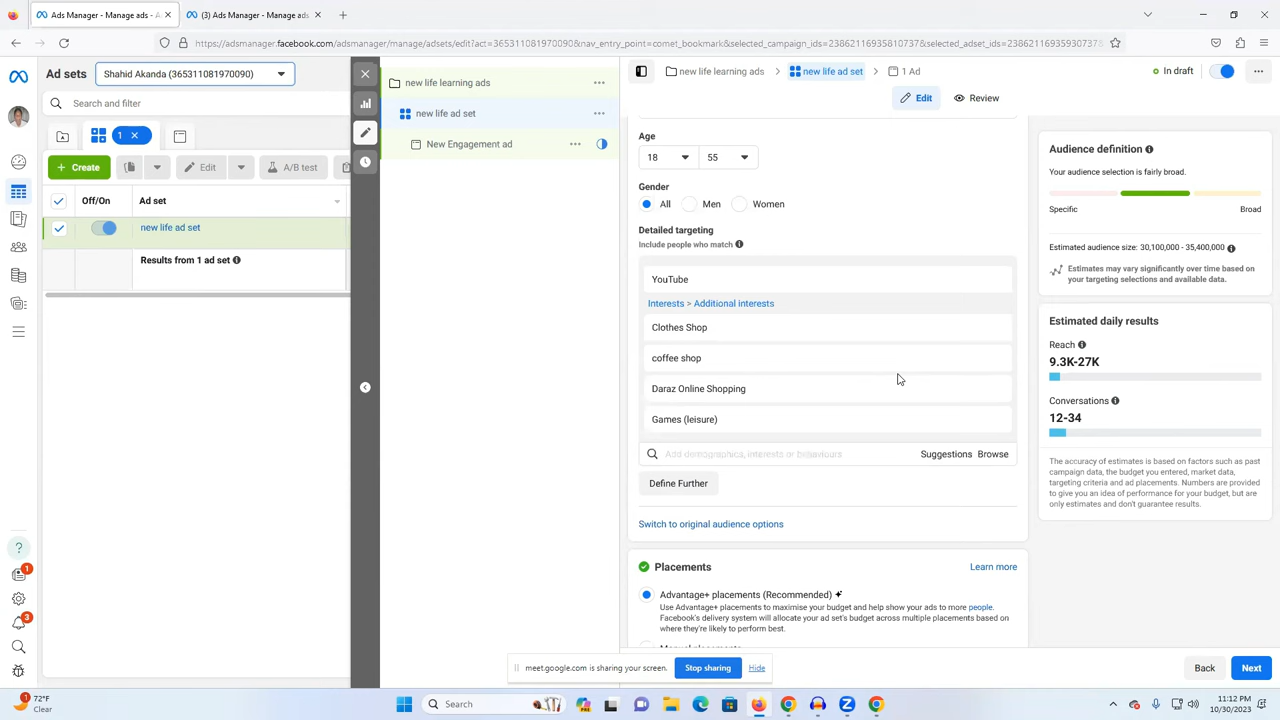 Ads Manager - Manage ads - A
(3) Ads Manager - Manage ads
https://adsmanager.facebook.com/adsmanager/manage/adsets/edit?act=365311081970090&nav_entry_point=comet_bookmark&selected_campaign_ids=23862116935810737&selected_adset_ids=23862116935930737
Ad sets
Shahid Akanda (365311081970090)
Search and filter
1
Create
Edit
A/B test
Off/On
Ad set
new life ad set
Results from 1 ad set
new life learning ads
new life ad set
New Engagement ad
new life learning ads
new life ad set
1 Ad
In draft
Edit
Review
Age
18
55
Gender
All
Men
Women
Detailed targeting
Include people who match
YouTube
Interests > Additional interests
Clothes Shop
coffee shop
Daraz Online Shopping
Games (leisure)
Add demographics, interests or behaviours
Suggestions
Browse
Define Further
Switch to original audience options
Placements
Learn more
Advantage+ placements (Recommended)
Use Advantage+ placements to maximise your budget and help show your ads to more people.
Facebook's delivery system will allocate your ad set's budget across multiple placements based on
where they're likely to perform best.
Audience definition
Your audience selection is fairly broad.
Specific
Broad
Estimated audience size: 30,100,000 - 35,400,000
Estimates may vary significantly over time based on
your targeting selections and available data.
Estimated daily results
Reach
9.3K-27K
Conversations
12-34
The accuracy of estimates is based on factors such as past
campaign data, the budget you entered, market data,
targeting criteria and ad placements. Numbers are provided
to give you an idea of performance for your budget, but are
only estimates and don't guarantee results.
meet.google.com is sharing your screen.
Stop sharing
Hide
Back
Next
1
3
1
72°F
Clear
Search
11:12 PM
10/30/2023